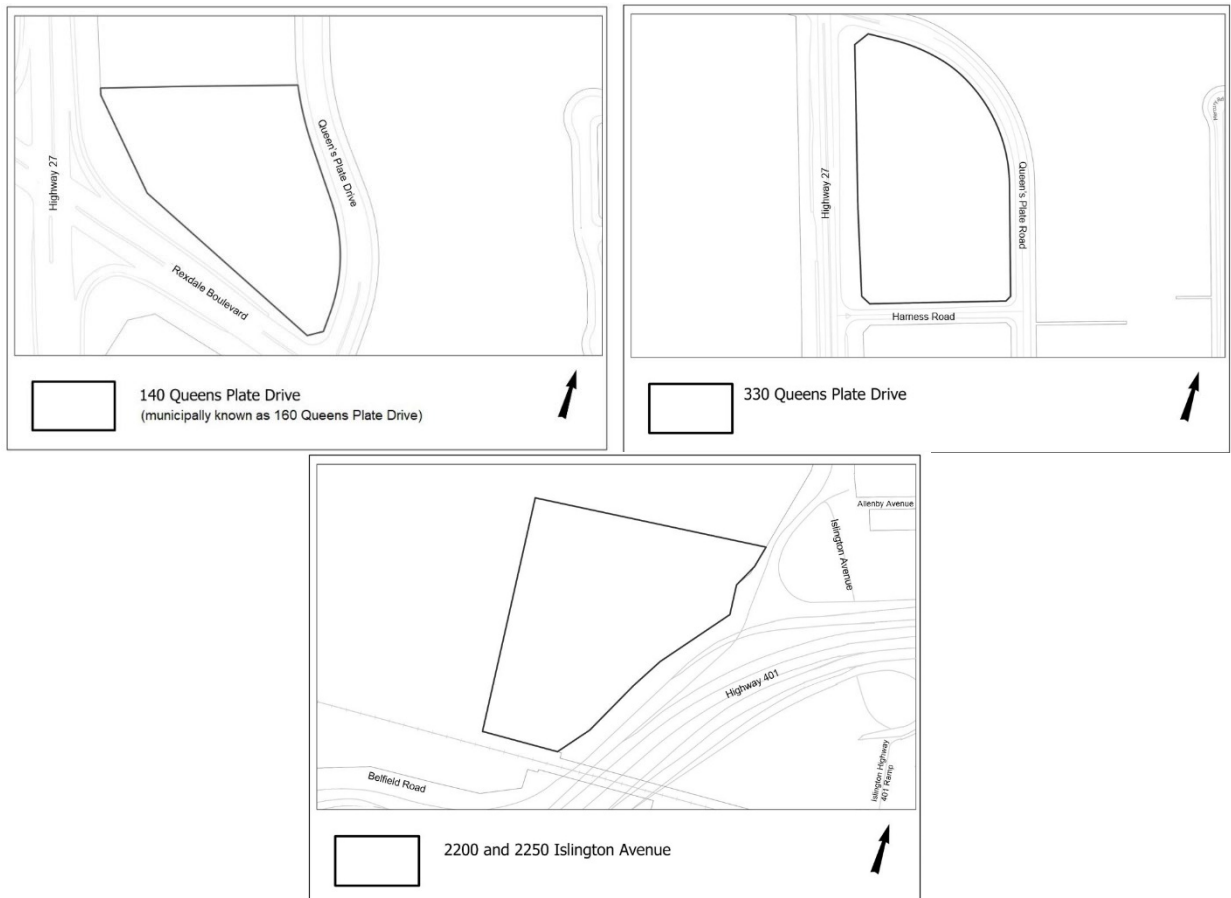 Highway 27
Queen's Plate Drive
Rexdale Boulevard
140 Queens Plate Drive
(municipally known as 160 Queens Plate Drive)
Highway 27
Queen's Plate Road
Harness Road
330 Queens Plate Drive
Allenby Avenue
Islington Avenue
Highway 401
Belfield Road
Islington Highway
401 Ramp
2200 and 2250 Islington Avenue